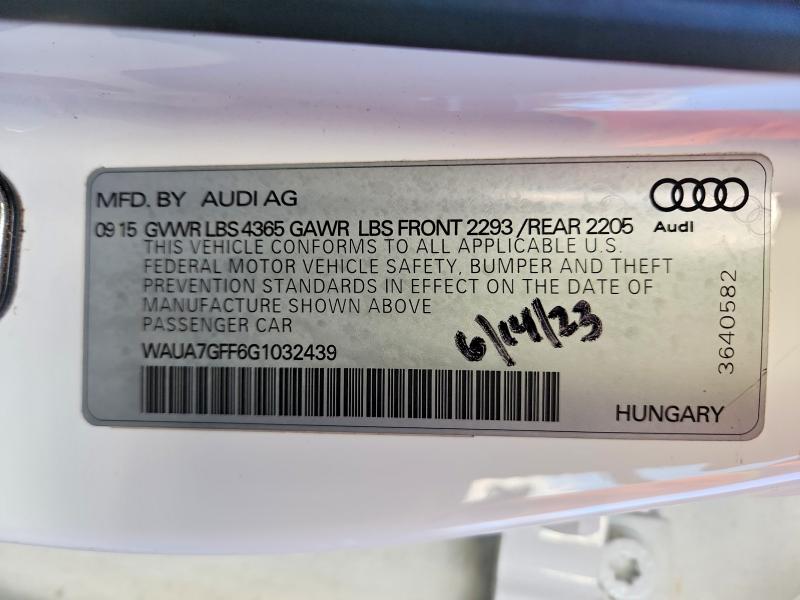 MFD. BY AUDI AG
09 15 GVWR LBS 4365 GAWR LBS FRONT 2293 /REAR 2205
Audi
THIS VEHICLE CONFORMS TO ALL APPLICABLE U.S.
FEDERAL MOTOR VEHICLE SAFETY, BUMPER AND THEFT
PREVENTION STANDARDS IN EFFECT ON THE DATE OF
MANUFACTURE SHOWN ABOVE
PASSENGER CAR
WAUA7GFF6G1032439
6/14/23
3640582
HUNGARY